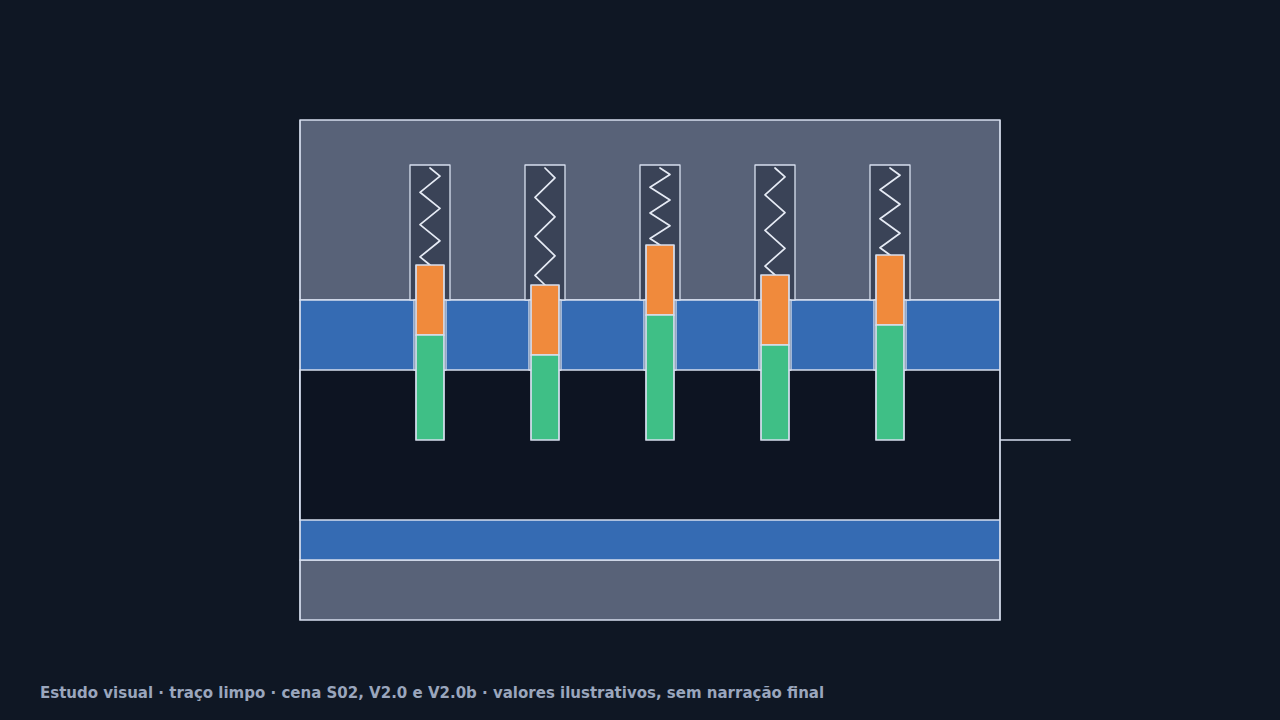 Estudo visual · traço limpo · cena S02, V2.0 e V2.0b · valores ilustrativos, sem narração final